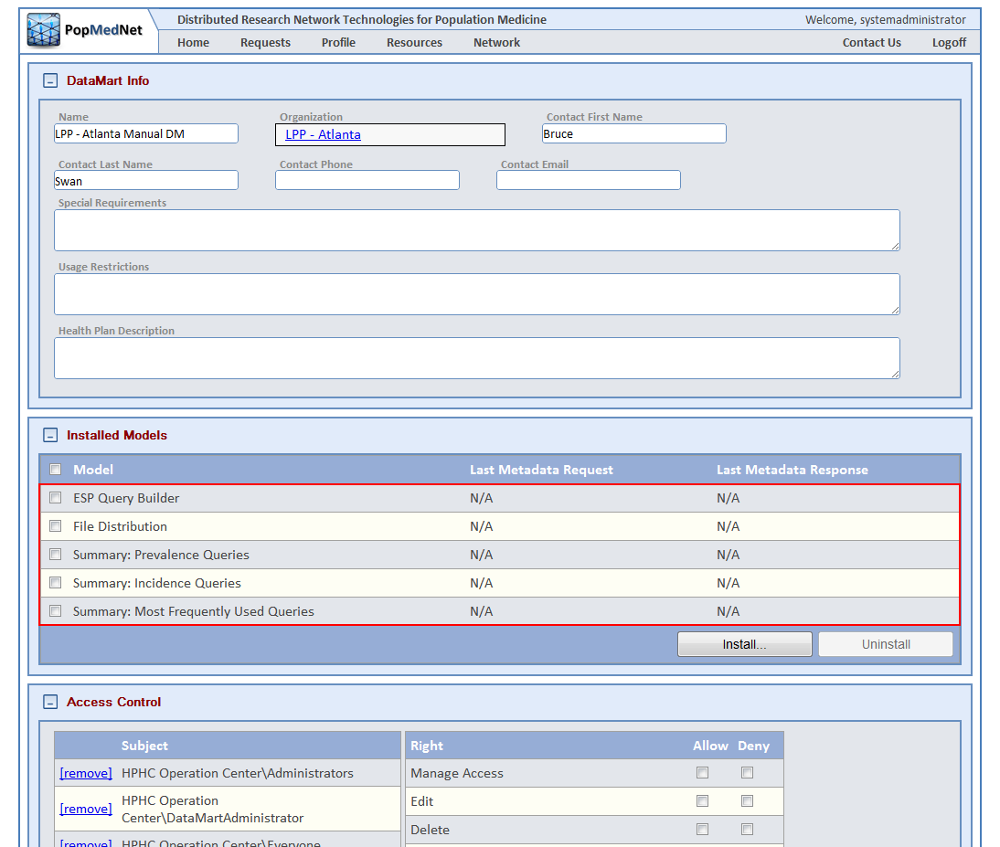 PopMedNet
Distributed Research Network Technologies for Population Medicine
Welcome, systemadministrator
Home Requests Profile Resources Network Contact Us Logoff
DataMart Info
Name Organization Contact First Name
LPP - Atlanta Manual DM LPP - Atlanta Bruce
Contact Last Name Contact Phone Contact Email
Swan
Special Requirements
Usage Restrictions
Health Plan Description
Installed Models
Model Last Metadata Request Last Metadata Response
ESP Query Builder N/A N/A
File Distribution N/A N/A
Summary: Prevalence Queries N/A N/A
Summary: Incidence Queries N/A N/A
Summary: Most Frequently Used Queries N/A N/A
Install... Uninstall
Access Control
Subject Right Allow Deny
[remove] HPHC Operation Center\Administrators Manage Access
[remove] HPHC Operation Center\DataMartAdministrator Edit
Delete
[remove] HPHC Operation Center\Everyone